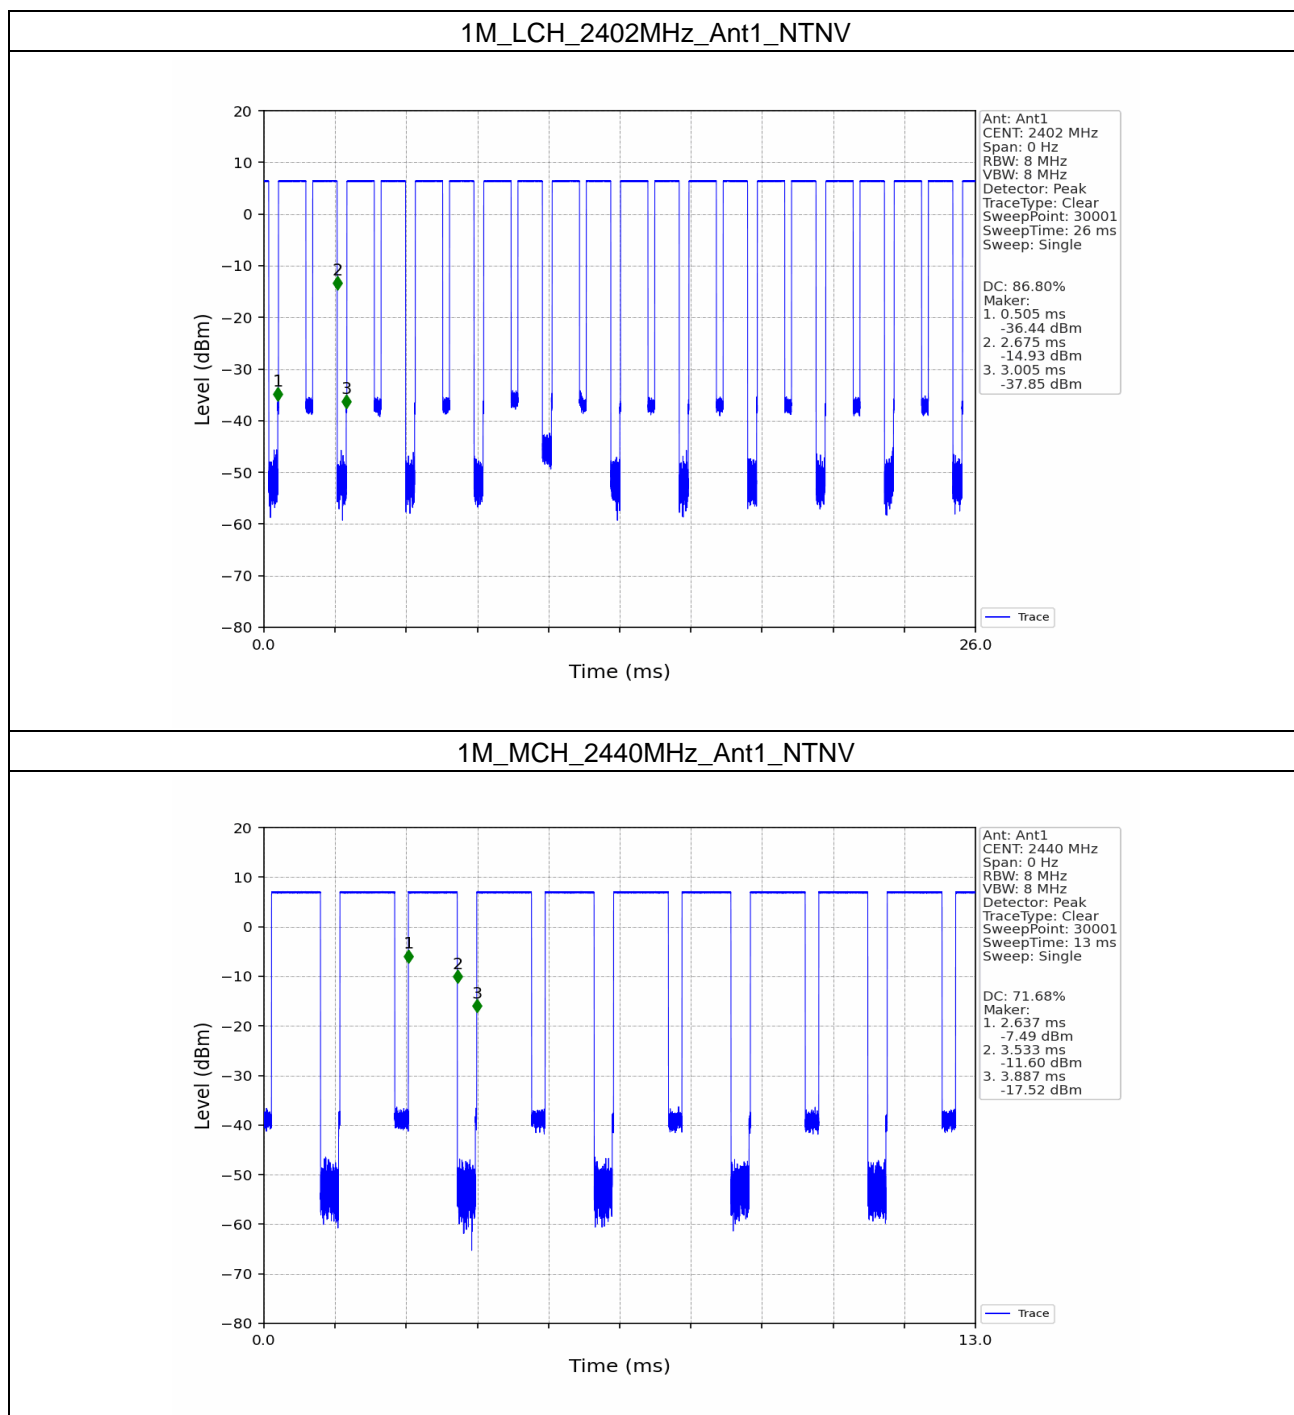 1M_LCH_2402MHz_Ant1_NTNV
20
10
0
−10
−20
−30
−40
−50
−60
−70
−80
Level (dBm)
1
2
3
0.0
26.0
Time (ms)
Ant: Ant1
CENT: 2402 MHz
Span: 0 Hz
RBW: 8 MHz
VBW: 8 MHz
Detector: Peak
TraceType: Clear
SweepPoint: 30001
SweepTime: 26 ms
Sweep: Single
DC: 86.80%
Maker:
1. 0.505 ms
-36.44 dBm
2. 2.675 ms
-14.93 dBm
3. 3.005 ms
-37.85 dBm
Trace
1M_MCH_2440MHz_Ant1_NTNV
20
10
0
−10
−20
−30
−40
−50
−60
−70
−80
Level (dBm)
1
2
3
0.0
13.0
Time (ms)
Ant: Ant1
CENT: 2440 MHz
Span: 0 Hz
RBW: 8 MHz
VBW: 8 MHz
Detector: Peak
TraceType: Clear
SweepPoint: 30001
SweepTime: 13 ms
Sweep: Single
DC: 71.68%
Maker:
1. 2.637 ms
-7.49 dBm
2. 3.533 ms
-11.60 dBm
3. 3.887 ms
-17.52 dBm
Trace